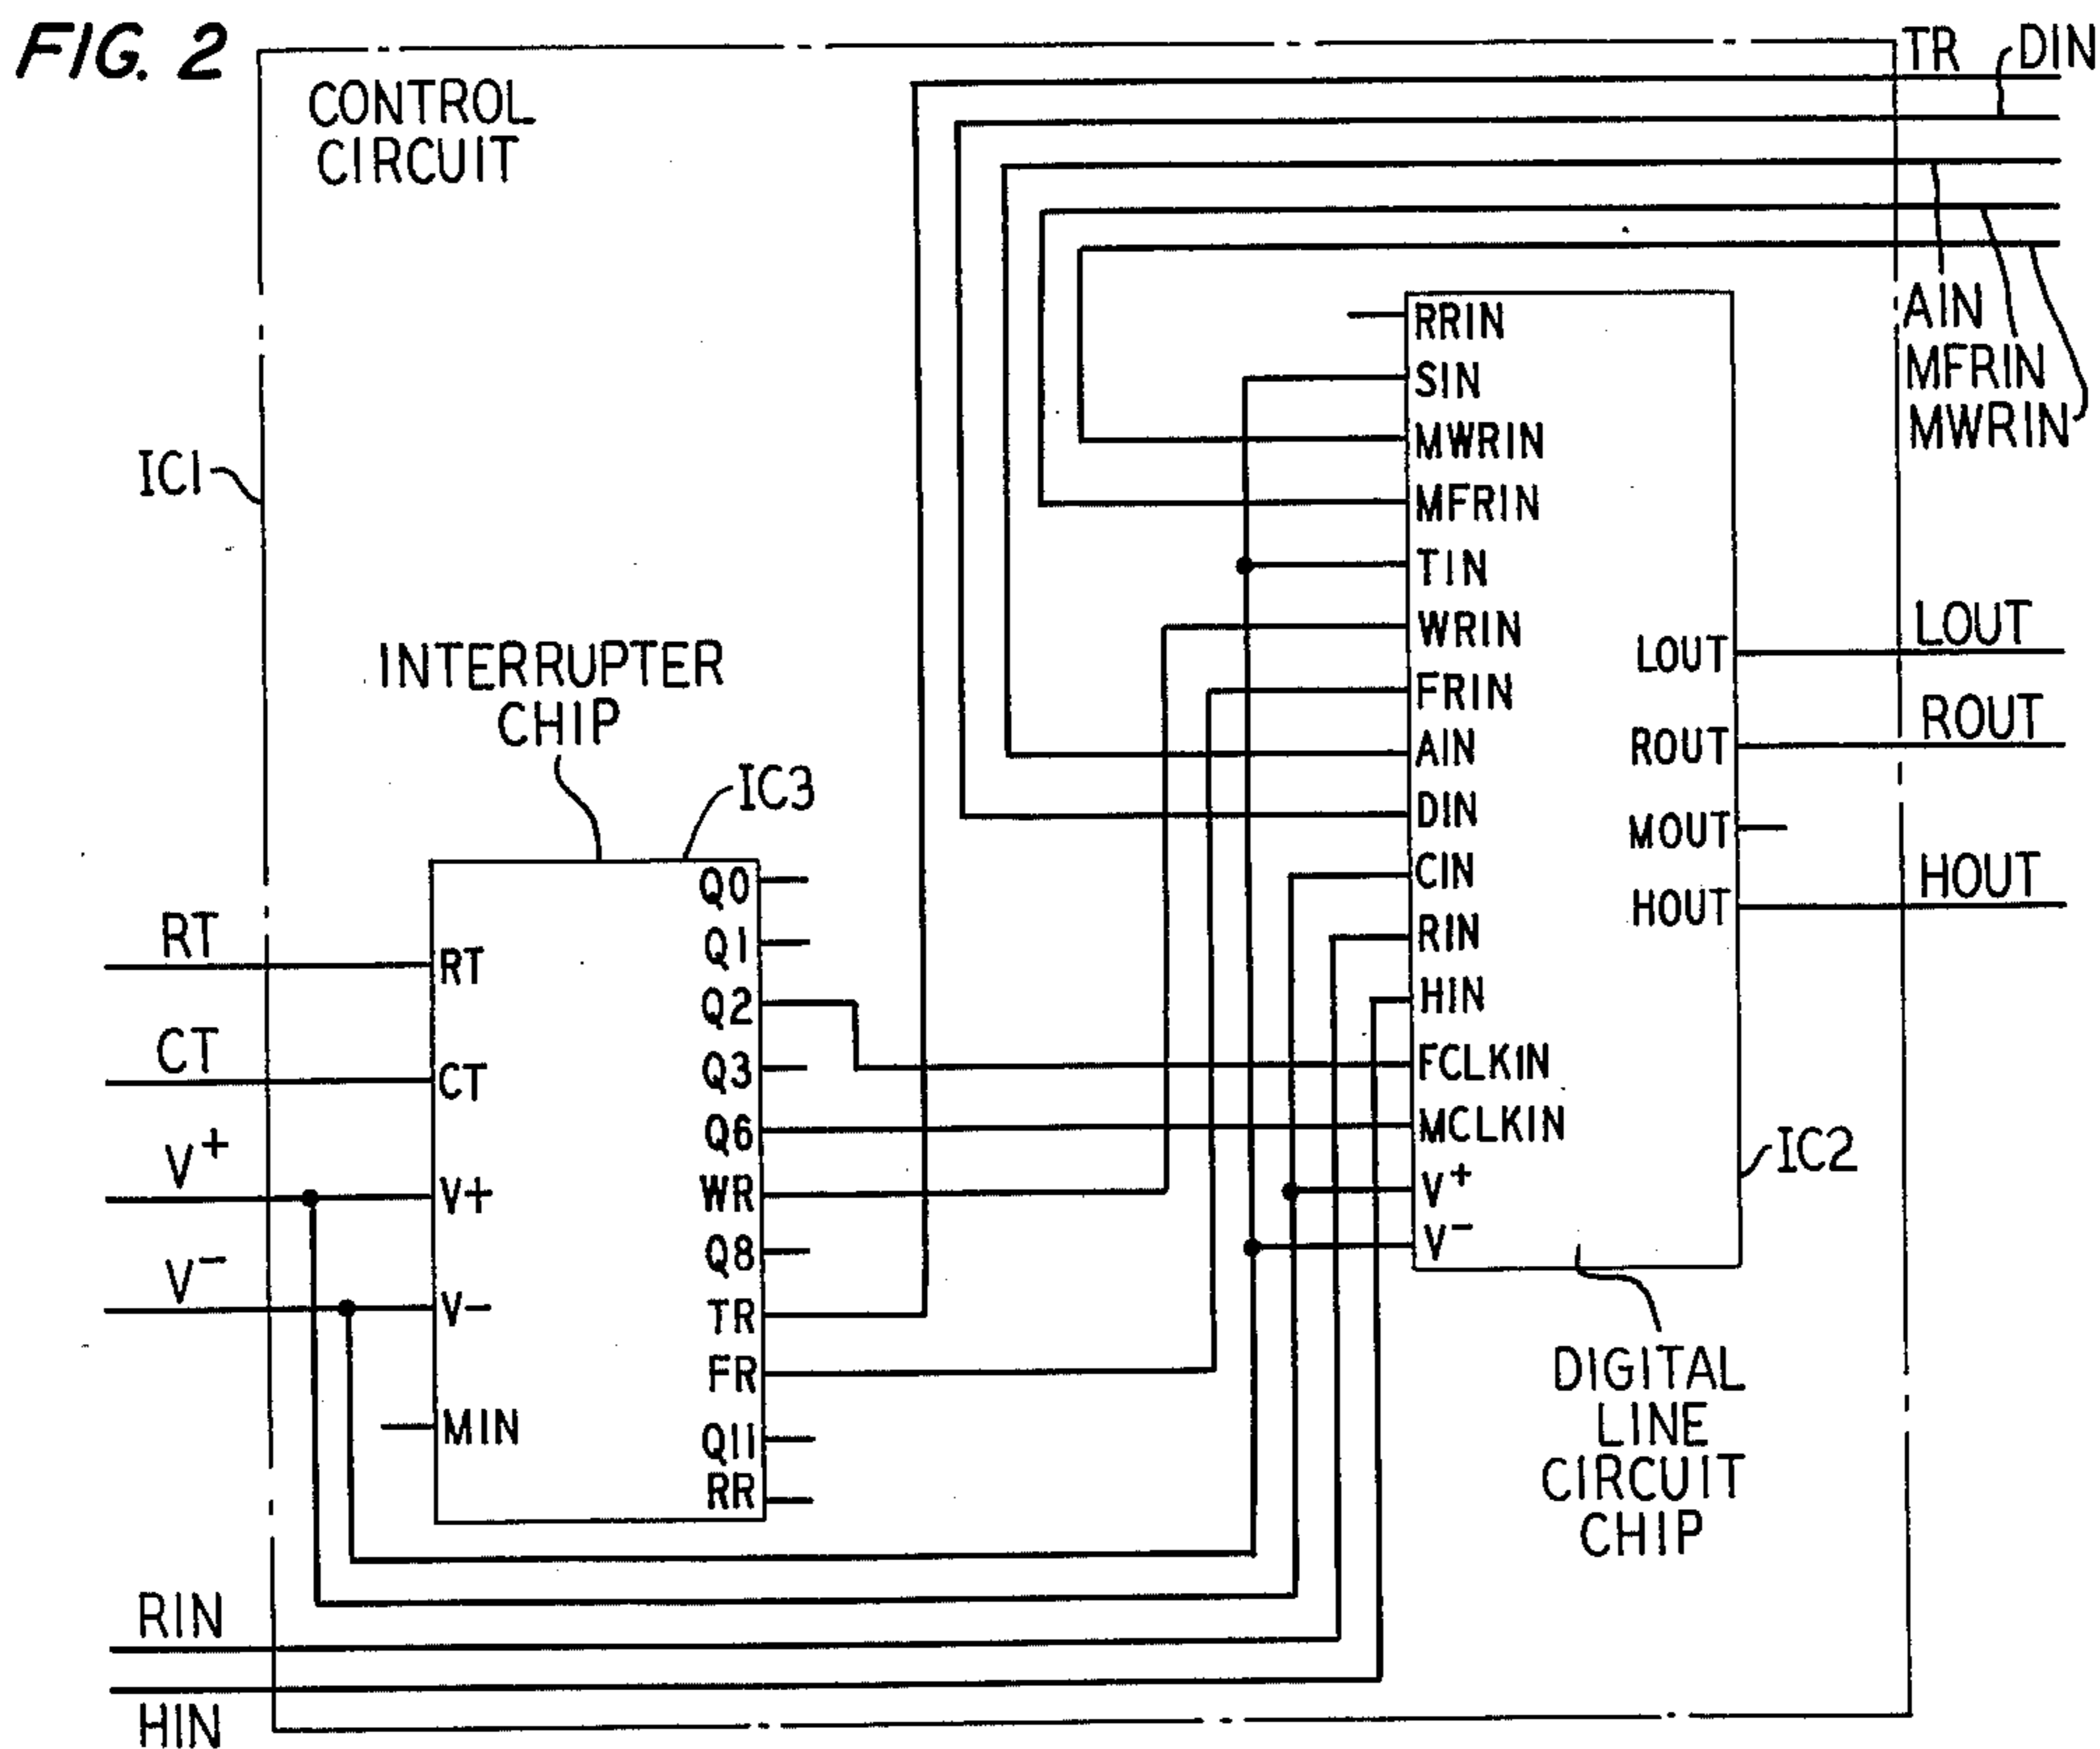 FIG. 2
CONTROL
CIRCUIT
TR
DIN
AIN
MFRIN
MWRIN
IC1
INTERRUPTER
CHIP
IC3
RT
CT
V+
V-
RIN
HIN
RT
CT
V+
V-
MIN
Q0
Q1
Q2
Q3
Q6
WR
Q8
TR
FR
Q11
RR
RRIN
SIN
MWRIN
MFRIN
TIN
WRIN
FRIN
AIN
DIN
CIN
RIN
HIN
FCLKIN
MCLKIN
V+
V-
LOUT
ROUT
MOUT
HOUT
LOUT
ROUT
HOUT
IC2
DIGITAL
LINE
CIRCUIT
CHIP